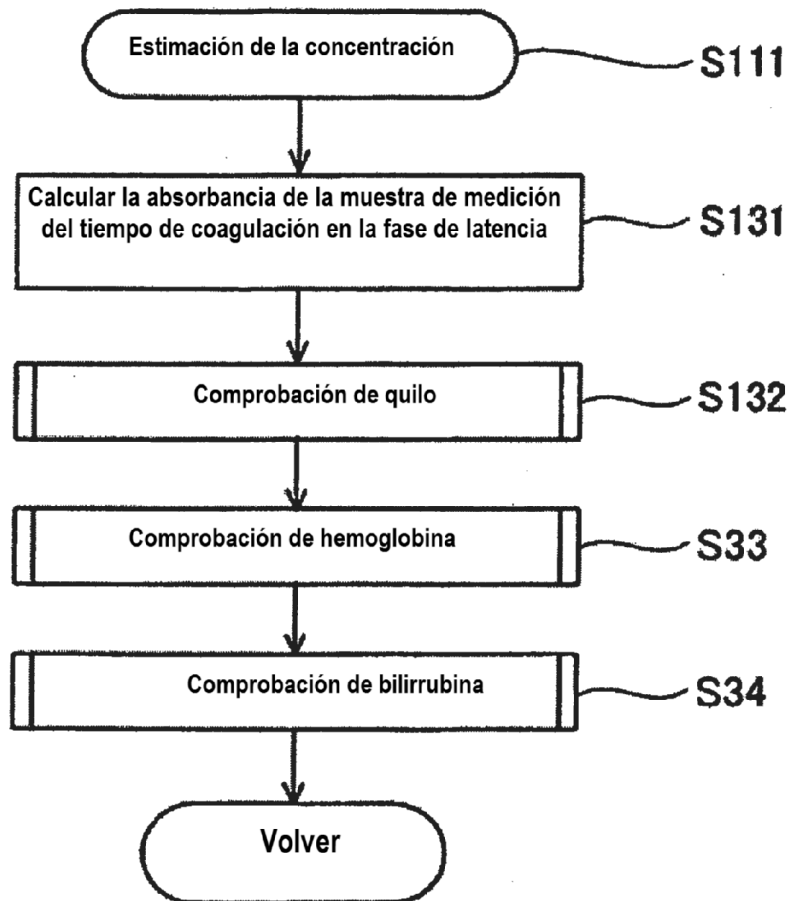 Estimación de la concentración
S111
Calcular la absorbancia de la muestra de medición
del tiempo de coagulación en la fase de latencia
S131
Comprobación de quilo
S132
Comprobación de hemoglobina
S33
Comprobación de bilirrubina
S34
Volver